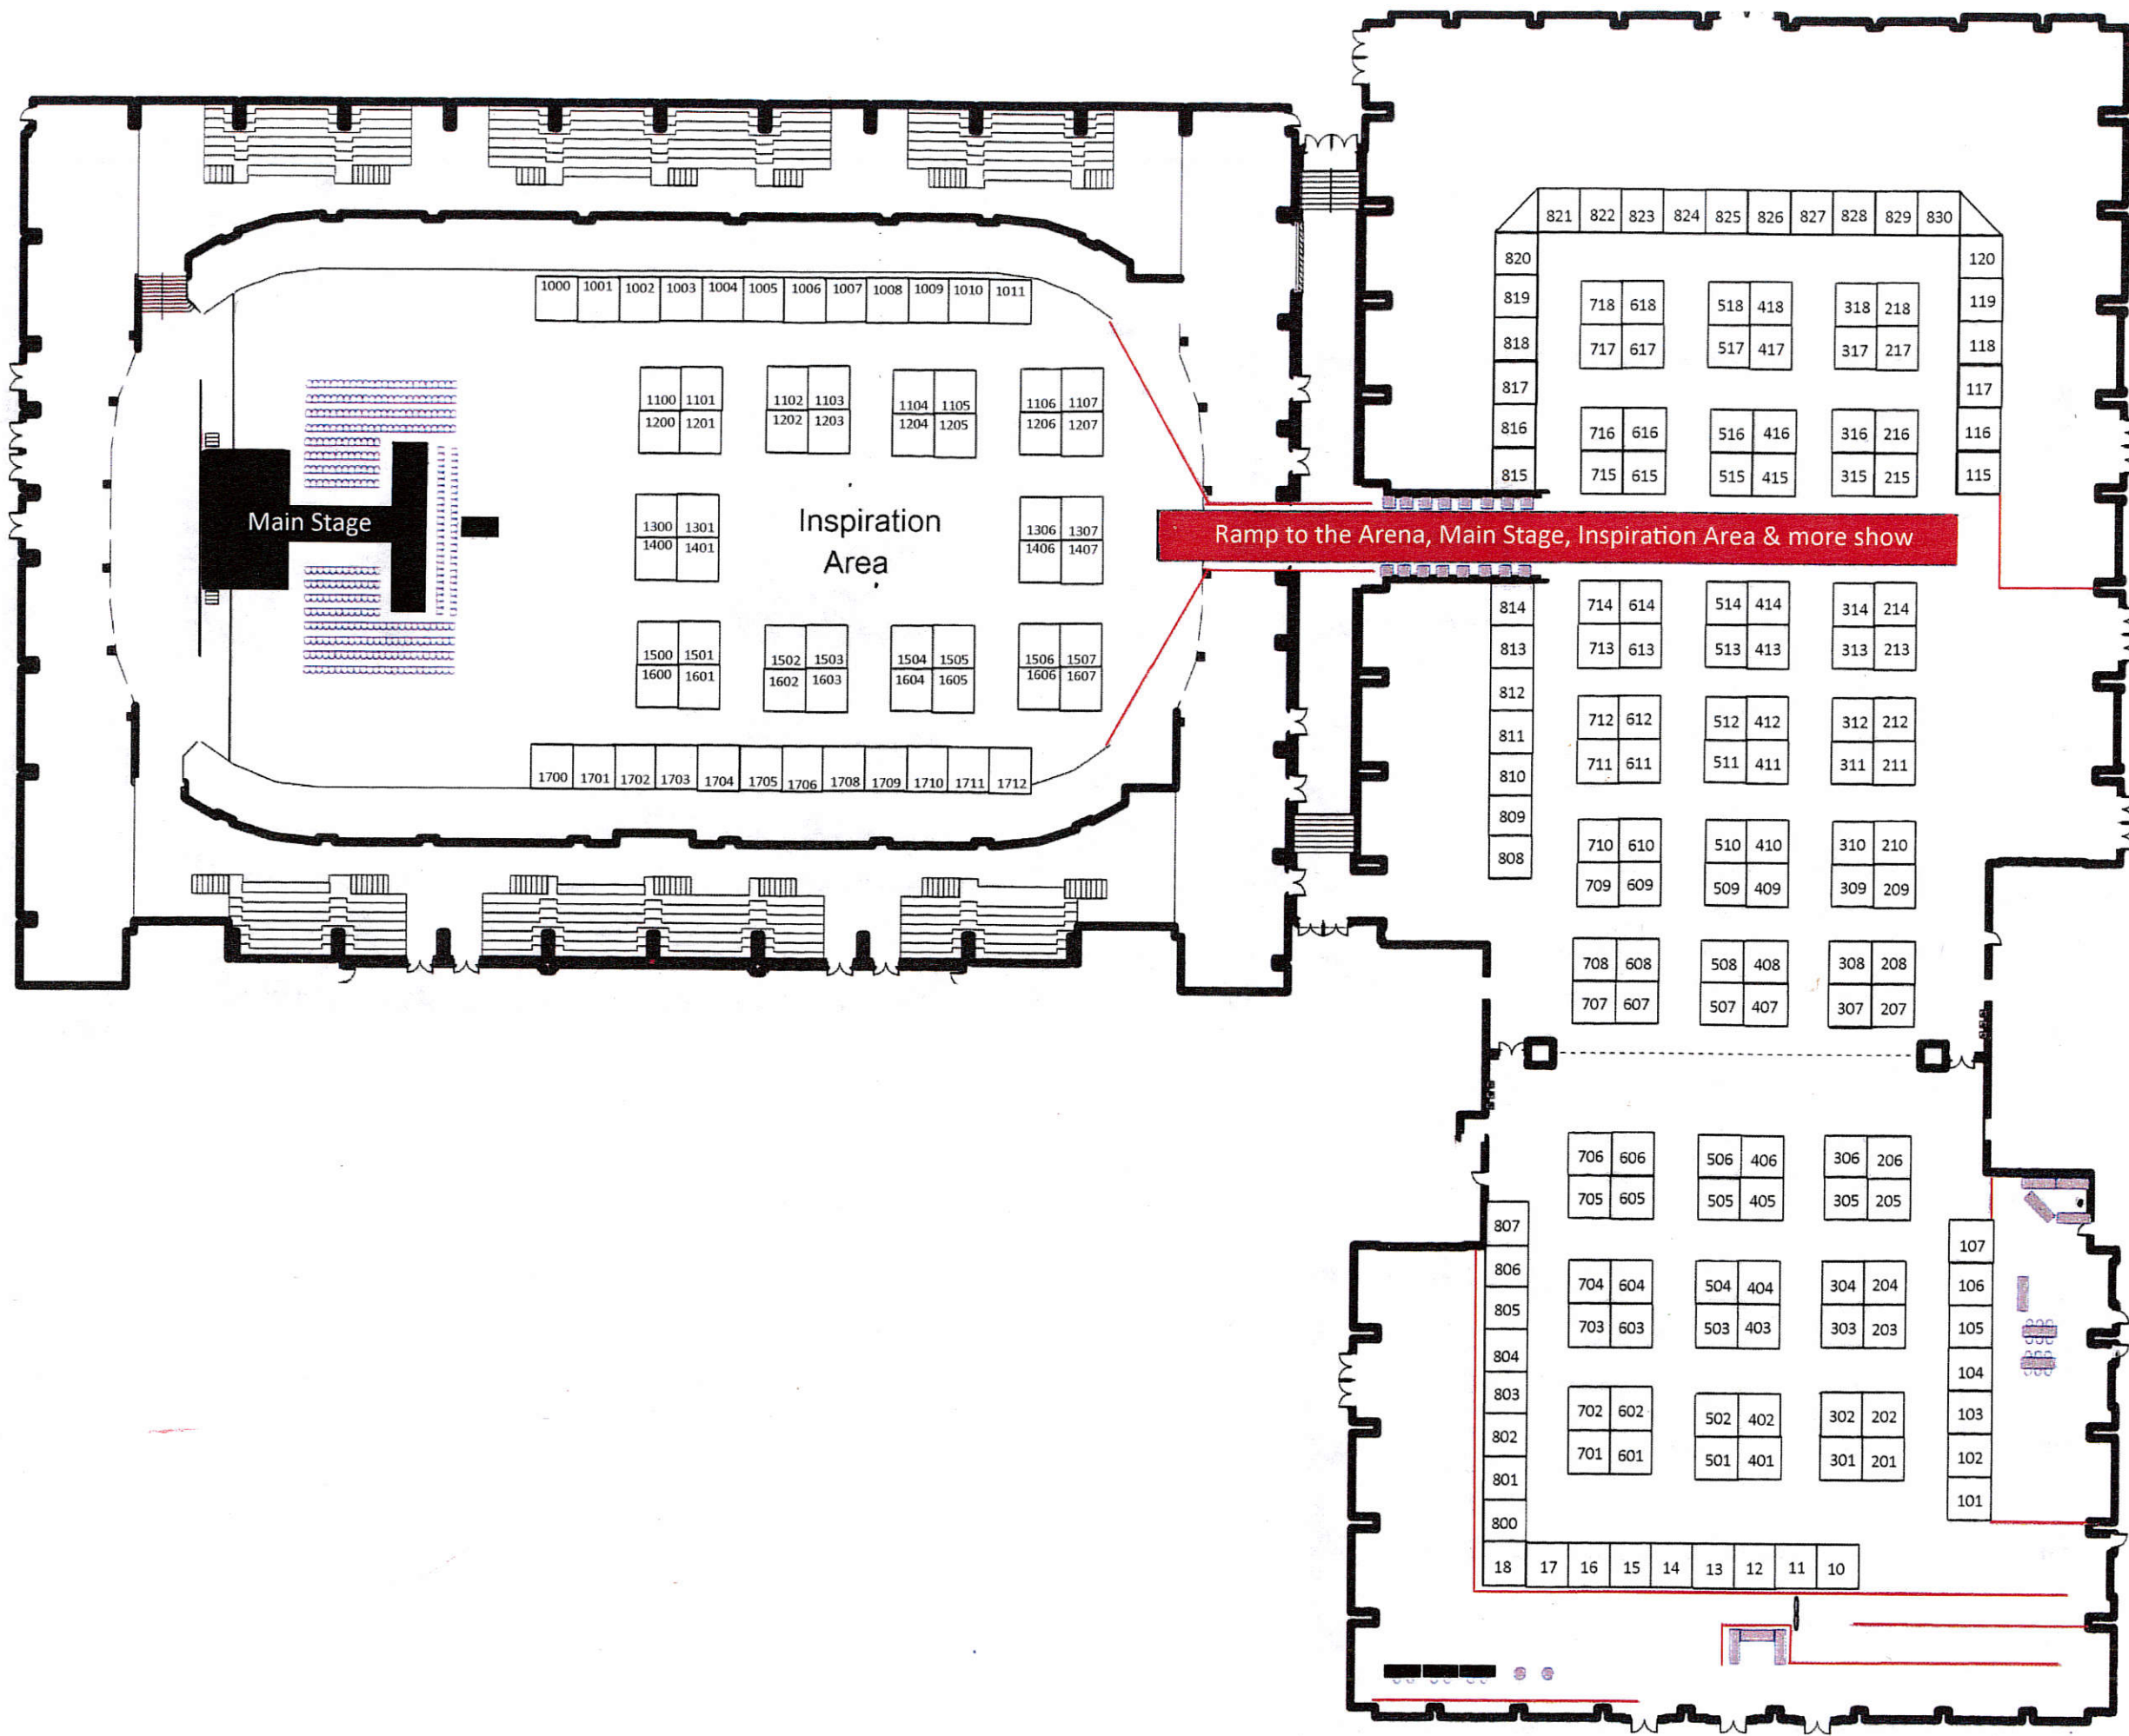 821 822 823 824 825 826 827 828 829 830
820 120
819 119
818 118
817 117
816 116
815 115
718 618 518 418 318 218
717 617 517 417 317 217
716 616 516 416 316 216
715 615 515 415 315 215
1000 1001 1002 1003 1004 1005 1006 1007 1008 1009 1010 1011
1100 1101 1102 1103 1104 1105 1106 1107
1200 1201 1202 1203 1204 1205 1206 1207
Main Stage
1300 1301 1306 1307
1400 1401 1406 1407
Inspiration
Area
Ramp to the Arena, Main Stage, Inspiration Area & more show
1500 1501 1502 1503 1504 1505 1506 1507
1600 1601 1602 1603 1604 1605 1606 1607
1700 1701 1702 1703 1704 1705 1706 1708 1709 1710 1711 1712
814
813
812
811
810
809
808
714 614 514 414 314 214
713 613 513 413 313 213
712 612 512 412 312 212
711 611 511 411 311 211
710 610 510 410 310 210
709 609 509 409 309 209
708 608 508 408 308 208
707 607 507 407 307 207
706 606 506 406 306 206
705 605 505 405 305 205
704 604 504 404 304 204
703 603 503 403 303 203
702 602 502 402 302 202
701 601 501 401 301 201
807
806
805
804
803
802
801
800
107
106
105
104
103
102
101
18 17 16 15 14 13 12 11 10